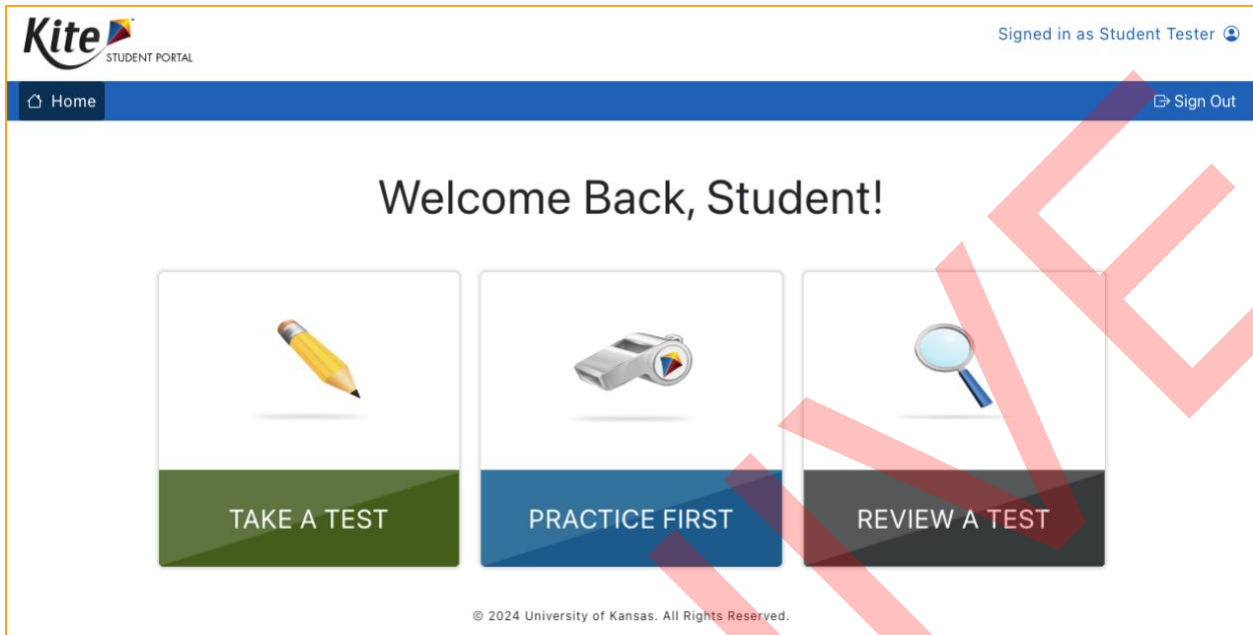 Kite
STUDENT PORTAL
Signed in as Student Tester
Home
Sign Out
Welcome Back, Student!
TAKE A TEST
PRACTICE FIRST
REVIEW A TEST
© 2024 University of Kansas. All Rights Reserved.
IVE